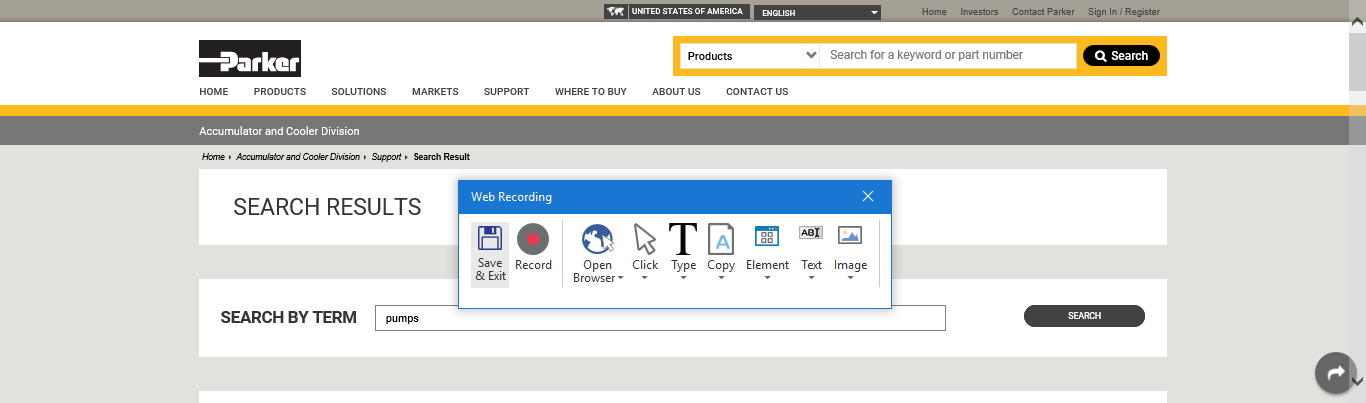 UNITED STATES OF AMERICA ENGLISH Home Investors Contact Parker Sign In / Register
Parker Products Search for a keyword or part number Search
HOME PRODUCTS SOLUTIONS MARKETS SUPPORT WHERE TO BUY ABOUT US CONTACT US
Accumulator and Cooler Division
Home Accumulator and Cooler Division Support Search Result
SEARCH RESULTS
Web Recording
Save & Exit
Record
Open Browser
Click
Type
A
Copy
Element
AB
Text
Image
SEARCH BY TERM pumps SEARCH